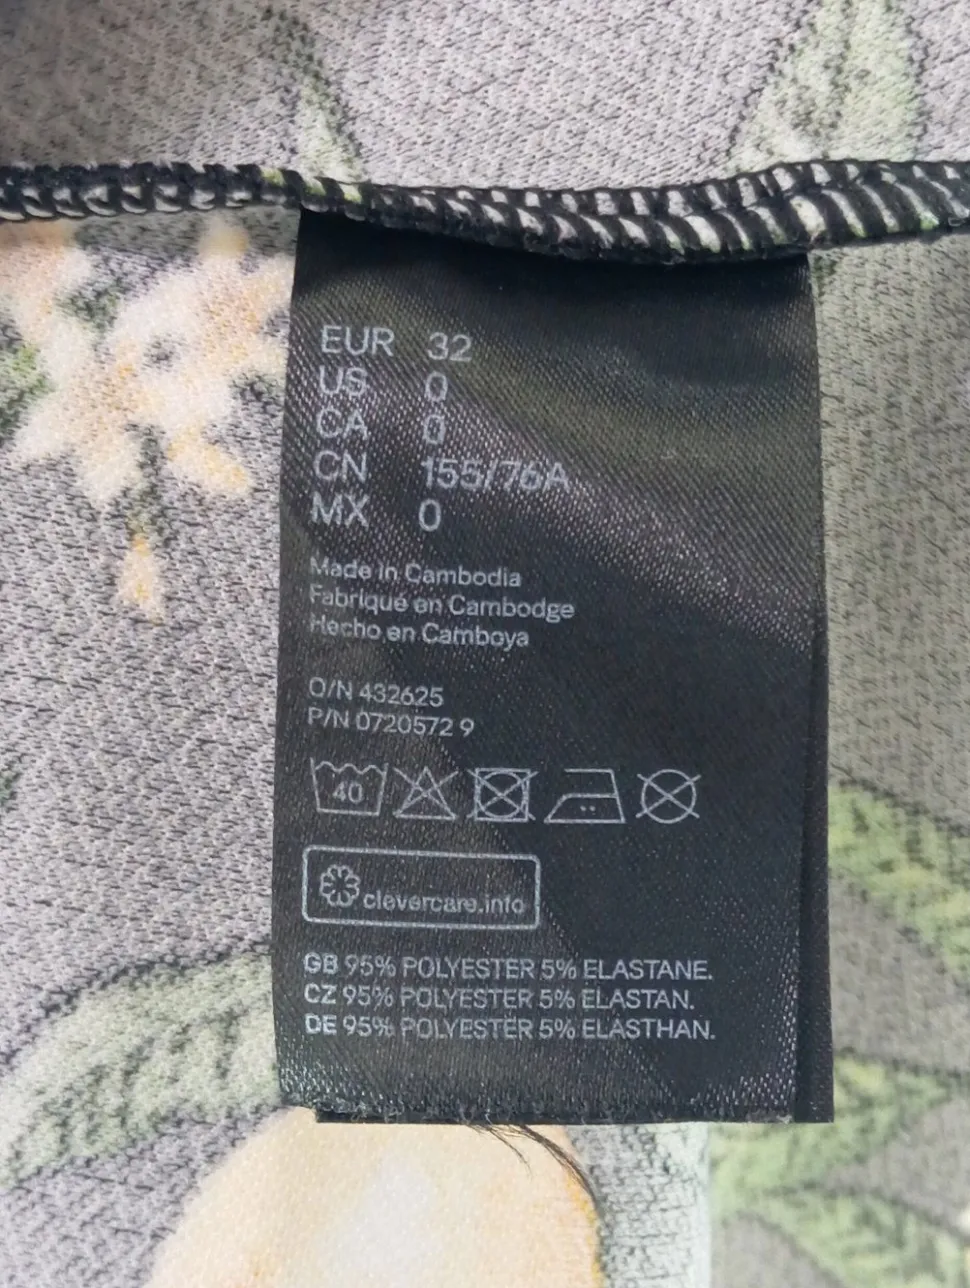 EUR 32
US 0
CA 0
CN 155/76A
MX 0
Made in Cambodia
Fabriqué en Cambodge
Hecho en Camboya
O/N 432625
P/N 0720572 9
40
clevercare.info
GB 95% POLYESTER 5% ELASTANE.
CZ 95% POLYESTER 5% ELASTAN.
DE 95% POLYESTER 5% ELASTHAN.